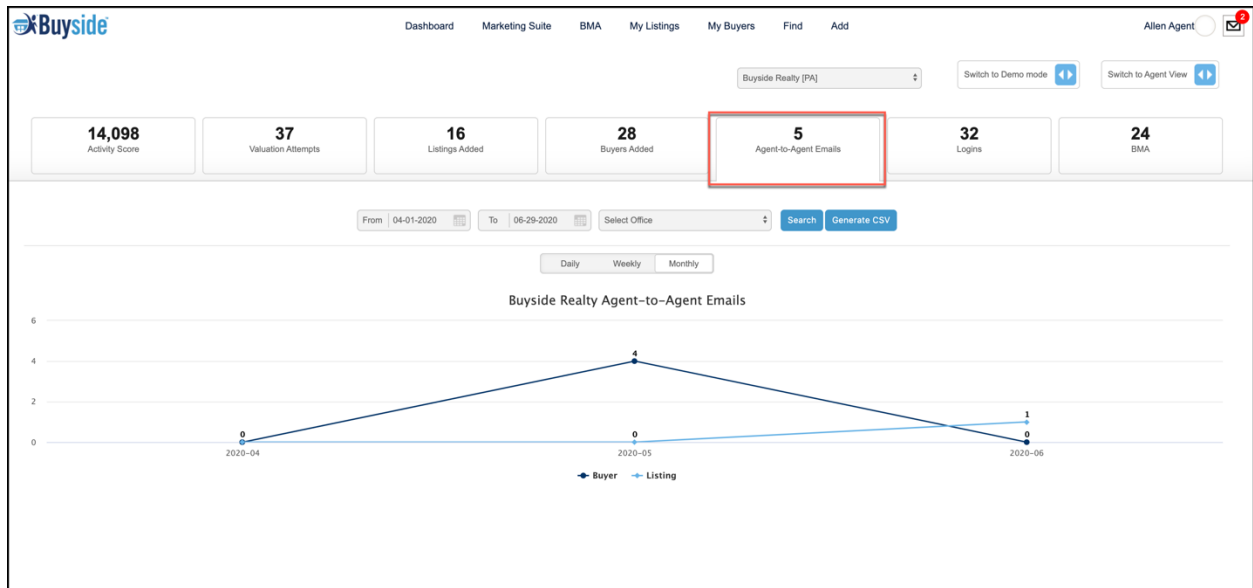 Buyside
Dashboard Marketing Suite BMA My Listings My Buyers Find Add
Allen Agent 2
Buyside Realty [PA] Switch to Demo mode Switch to Agent View
14,098 37 16 28 5 32 24
Activity Score Valuation Attempts Listings Added Buyers Added Agent-to-Agent Emails Logins BMA
From 04-01-2020 To 06-29-2020 Select Office Search Generate CSV
Daily Weekly Monthly
Buyside Realty Agent-to-Agent Emails
6
4 4
2
1
0 0 0 0
2020-04 2020-05 2020-06
Buyer Listing